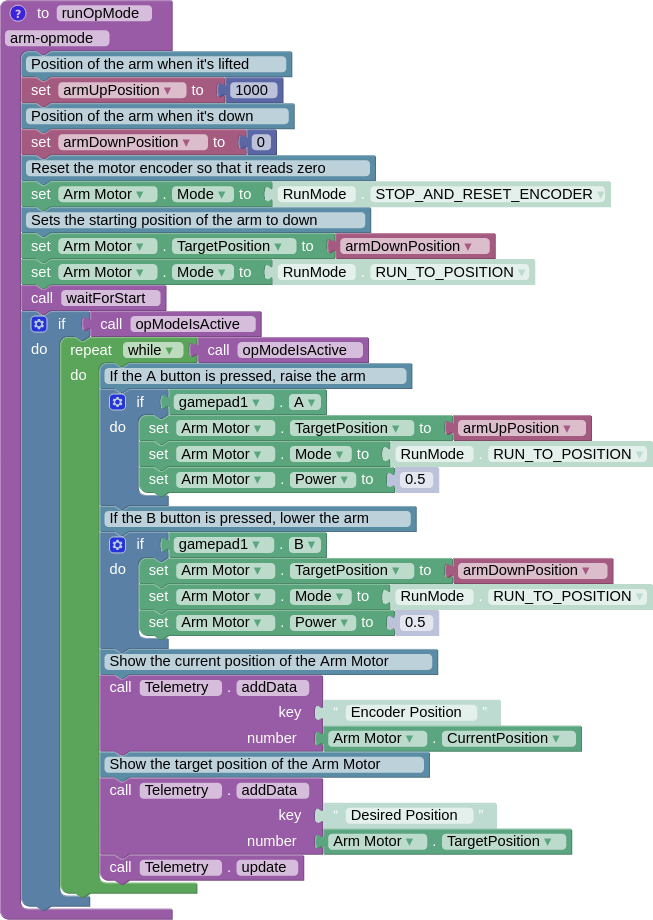 ? to runOpMode
arm-opmode
Position of the arm when it's lifted
set armUpPosition to 1000
Position of the arm when it's down
set armDownPosition to 0
Reset the motor encoder so that it reads zero
set Arm Motor . Mode to RunMode . STOP_AND_RESET_ENCODER
Sets the starting position of the arm to down
set Arm Motor . TargetPosition to armDownPosition
set Arm Motor . Mode to RunMode . RUN_TO_POSITION
call waitForStart
if call opModeIsActive
do repeat while call opModeIsActive
do If the A button is pressed, raise the arm
if gamepad1 . A
do set Arm Motor . TargetPosition to armUpPosition
set Arm Motor . Mode to RunMode . RUN_TO_POSITION
set Arm Motor . Power to 0.5
If the B button is pressed, lower the arm
if gamepad1 . B
do set Arm Motor . TargetPosition to armDownPosition
set Arm Motor . Mode to RunMode . RUN_TO_POSITION
set Arm Motor . Power to 0.5
Show the current position of the Arm Motor
call Telemetry . addData
key “ Encoder Position ”
number Arm Motor . CurrentPosition
Show the target position of the Arm Motor
call Telemetry . addData
key “ Desired Position ”
number Arm Motor . TargetPosition
call Telemetry . update